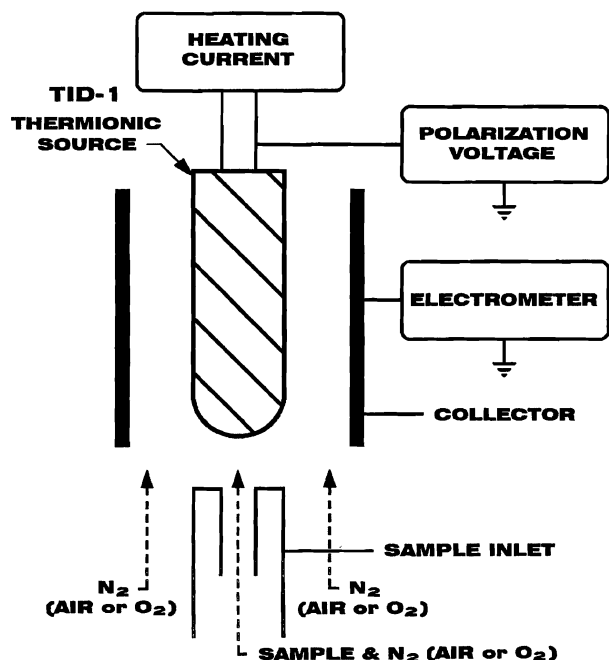 HEATING
CURRENT
TID-1
THERMIONIC
SOURCE
POLARIZATION
VOLTAGE
ELECTROMETER
COLLECTOR
SAMPLE INLET
N₂
(AIR or O₂)
N₂
(AIR or O₂)
SAMPLE & N₂ (AIR or O₂)